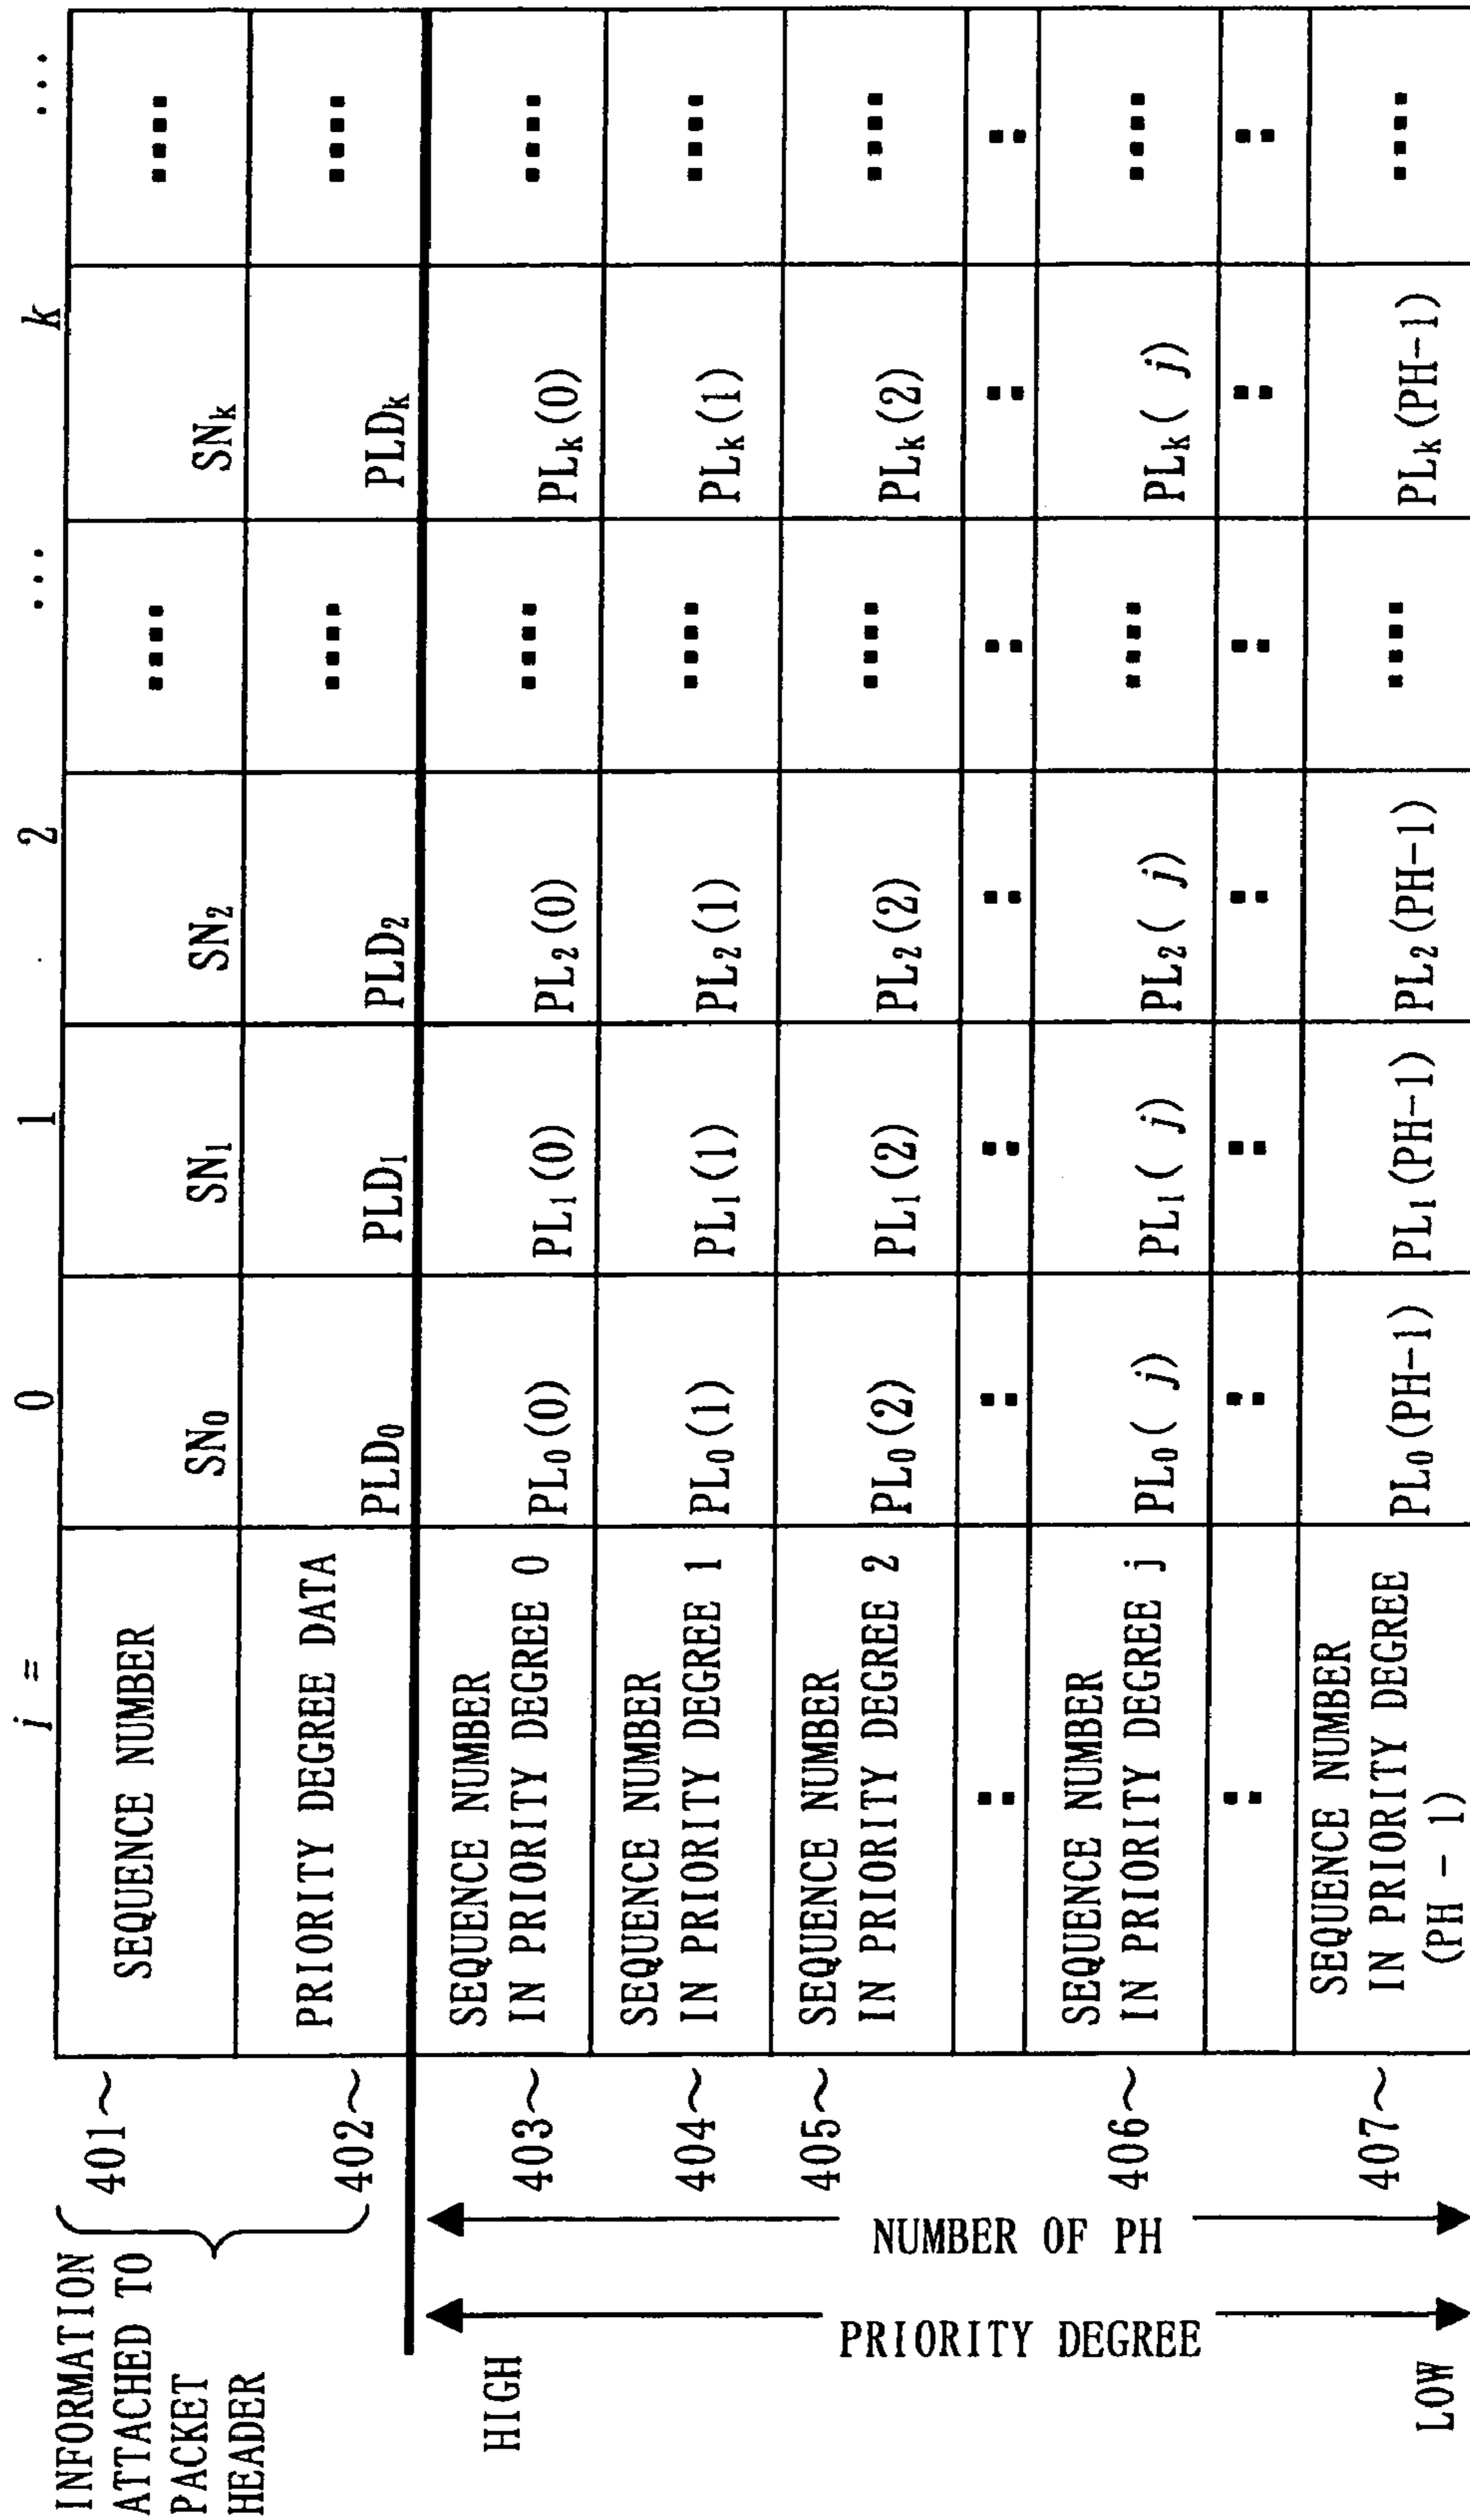 i = 0 1 2 ... k ...
INFORMATION
ATTACHED TO
PACKET
HEADER
401~ SEQUENCE NUMBER SN₀ SN₁ SN₂ ···· SNₖ ····
402~ PRIORITY DEGREE DATA PLD₀ PLD₁ PLD₂ ···· PLDₖ ····
HIGH
PRIORITY DEGREE
LOW
NUMBER OF PH
403~ SEQUENCE NUMBER
IN PRIORITY DEGREE 0 PL₀(0) PL₁(0) PL₂(0) ···· PLₖ(0) ····
404~ SEQUENCE NUMBER
IN PRIORITY DEGREE 1 PL₀(1) PL₁(1) PL₂(1) ···· PLₖ(1) ····
405~ SEQUENCE NUMBER
IN PRIORITY DEGREE 2 PL₀(2) PL₁(2) PL₂(2) ···· PLₖ(2) ····
: : : : : : :
406~ SEQUENCE NUMBER
IN PRIORITY DEGREE j PL₀( j) PL₁( j) PL₂( j) ···· PLₖ( j) ····
: : : : : : :
407~ SEQUENCE NUMBER
IN PRIORITY DEGREE
(PH - 1) PL₀(PH-1) PL₁(PH-1) PL₂(PH-1) ···· PLₖ(PH-1) ····